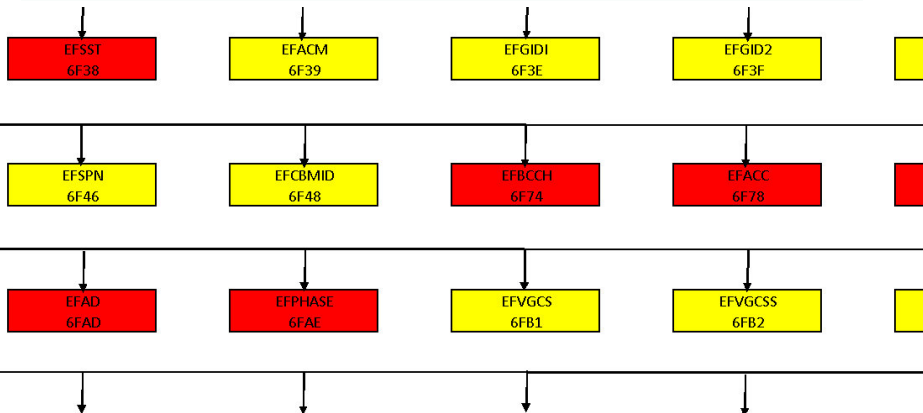 EFSST
6F38
EFACM
6F39
EFGIDI
6F3E
EFGID2
6F3F
EFSPN
6F46
EFCBMID
6F48
EFBCCH
6F74
EFACC
6F78
EFAD
6FAD
EFPHASE
6FAE
EFVGCS
6FB1
EFVGCSS
6FB2